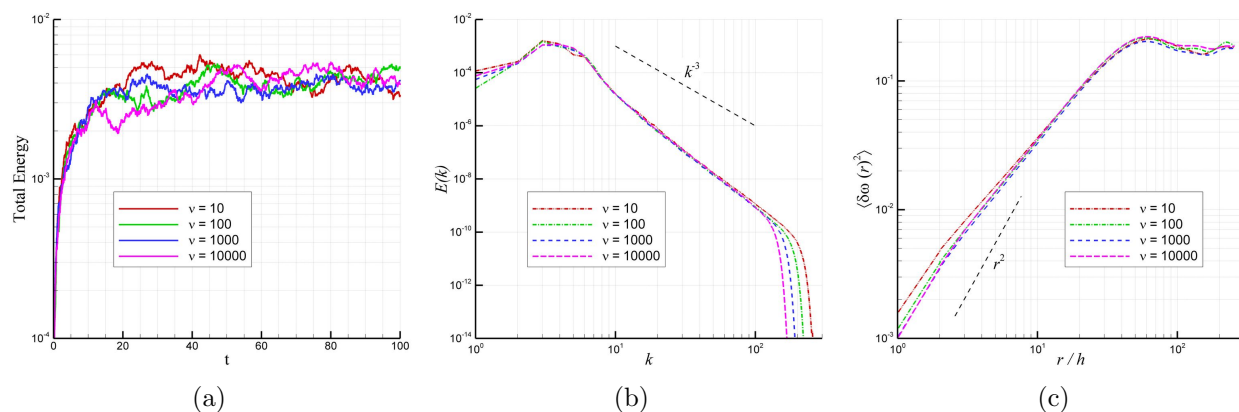 10⁻²
10⁻³
10⁻⁴
Total Energy
0
20
40
60
80
100
t
ν = 10
ν = 100
ν = 1000
ν = 10000
(a)
10⁻²
10⁻⁴
10⁻⁶
10⁻⁸
10⁻¹⁰
10⁻¹²
10⁻¹⁴
E(k)
10⁰
10¹
10²
k
k⁻³
ν = 10
ν = 100
ν = 1000
ν = 10000
(b)
10⁻¹
10⁻²
10⁻³
⟨δω (r)²⟩
10⁰
10¹
10²
r / h
r²
ν = 10
ν = 100
ν = 1000
ν = 10000
(c)